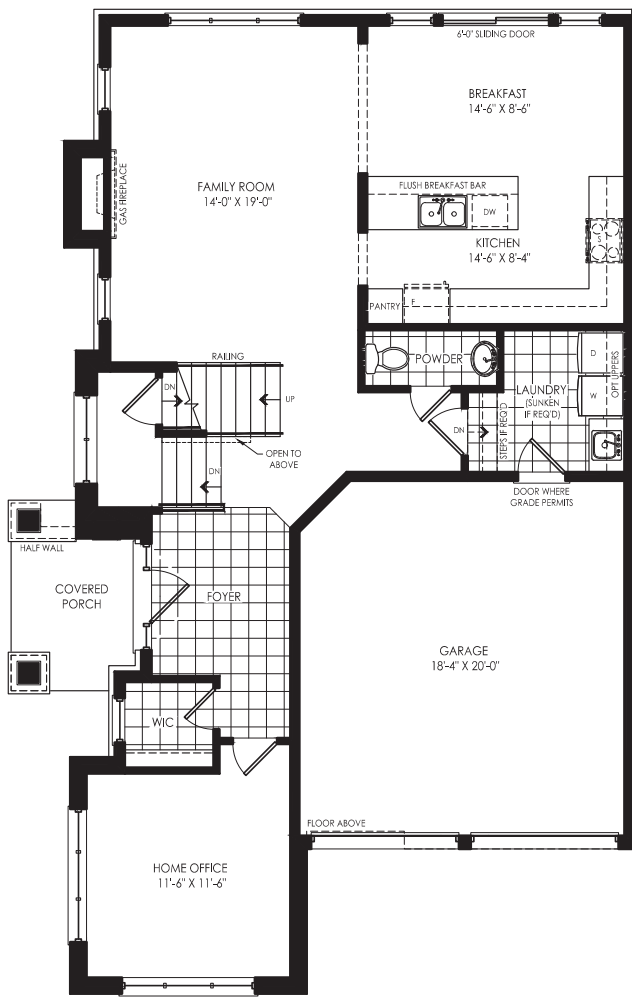 6'-0" SLIDING DOOR
BREAKFAST
14'-6" X 8'-6"
FAMILY ROOM
14'-0" X 19'-0"
GAS FIREPLACE
FLUSH BREAKFAST BAR
DW
S
KITCHEN
14'-6" X 8'-4"
PANTRY
F
RAILING
POWDER
D
OPT UPPERS
LAUNDRY
(SUNKEN
IF REQ'D)
W
DN
UP
DN
STEPS IF REQ'D
OPEN TO
ABOVE
DN
DOOR WHERE
GRADE PERMITS
HALF WALL
COVERED
PORCH
FOYER
GARAGE
18'-4" X 20'-0"
WIC
FLOOR ABOVE
HOME OFFICE
11'-6" X 11'-6"